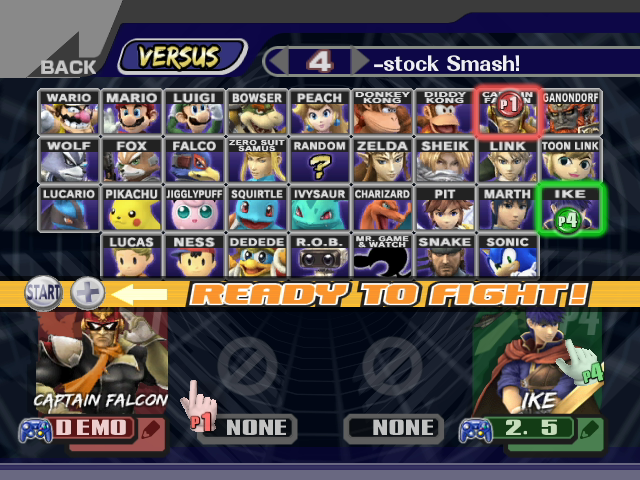 BACK
VERSUS
4 -stock Smash!
WARIO MARIO LUIGI BOWSER PEACH DONKEY KONG DIDDY KONG CAPTAIN FALCON GANONDORF
P1
WOLF FOX FALCO ZERO SUIT SAMUS RANDOM ZELDA SHEIK LINK TOON LINK
?
LUCARIO PIKACHU JIGGLYPUFF SQUIRTLE IVYSAUR CHARIZARD PIT MARTH IKE
P4
LUCAS NESS DEDEDE R.O.B. MR. GAME & WATCH SNAKE SONIC
START READY TO FIGHT!
P4
CAPTAIN FALCON IKE
P1 P4
DEMO NONE NONE 2. 5